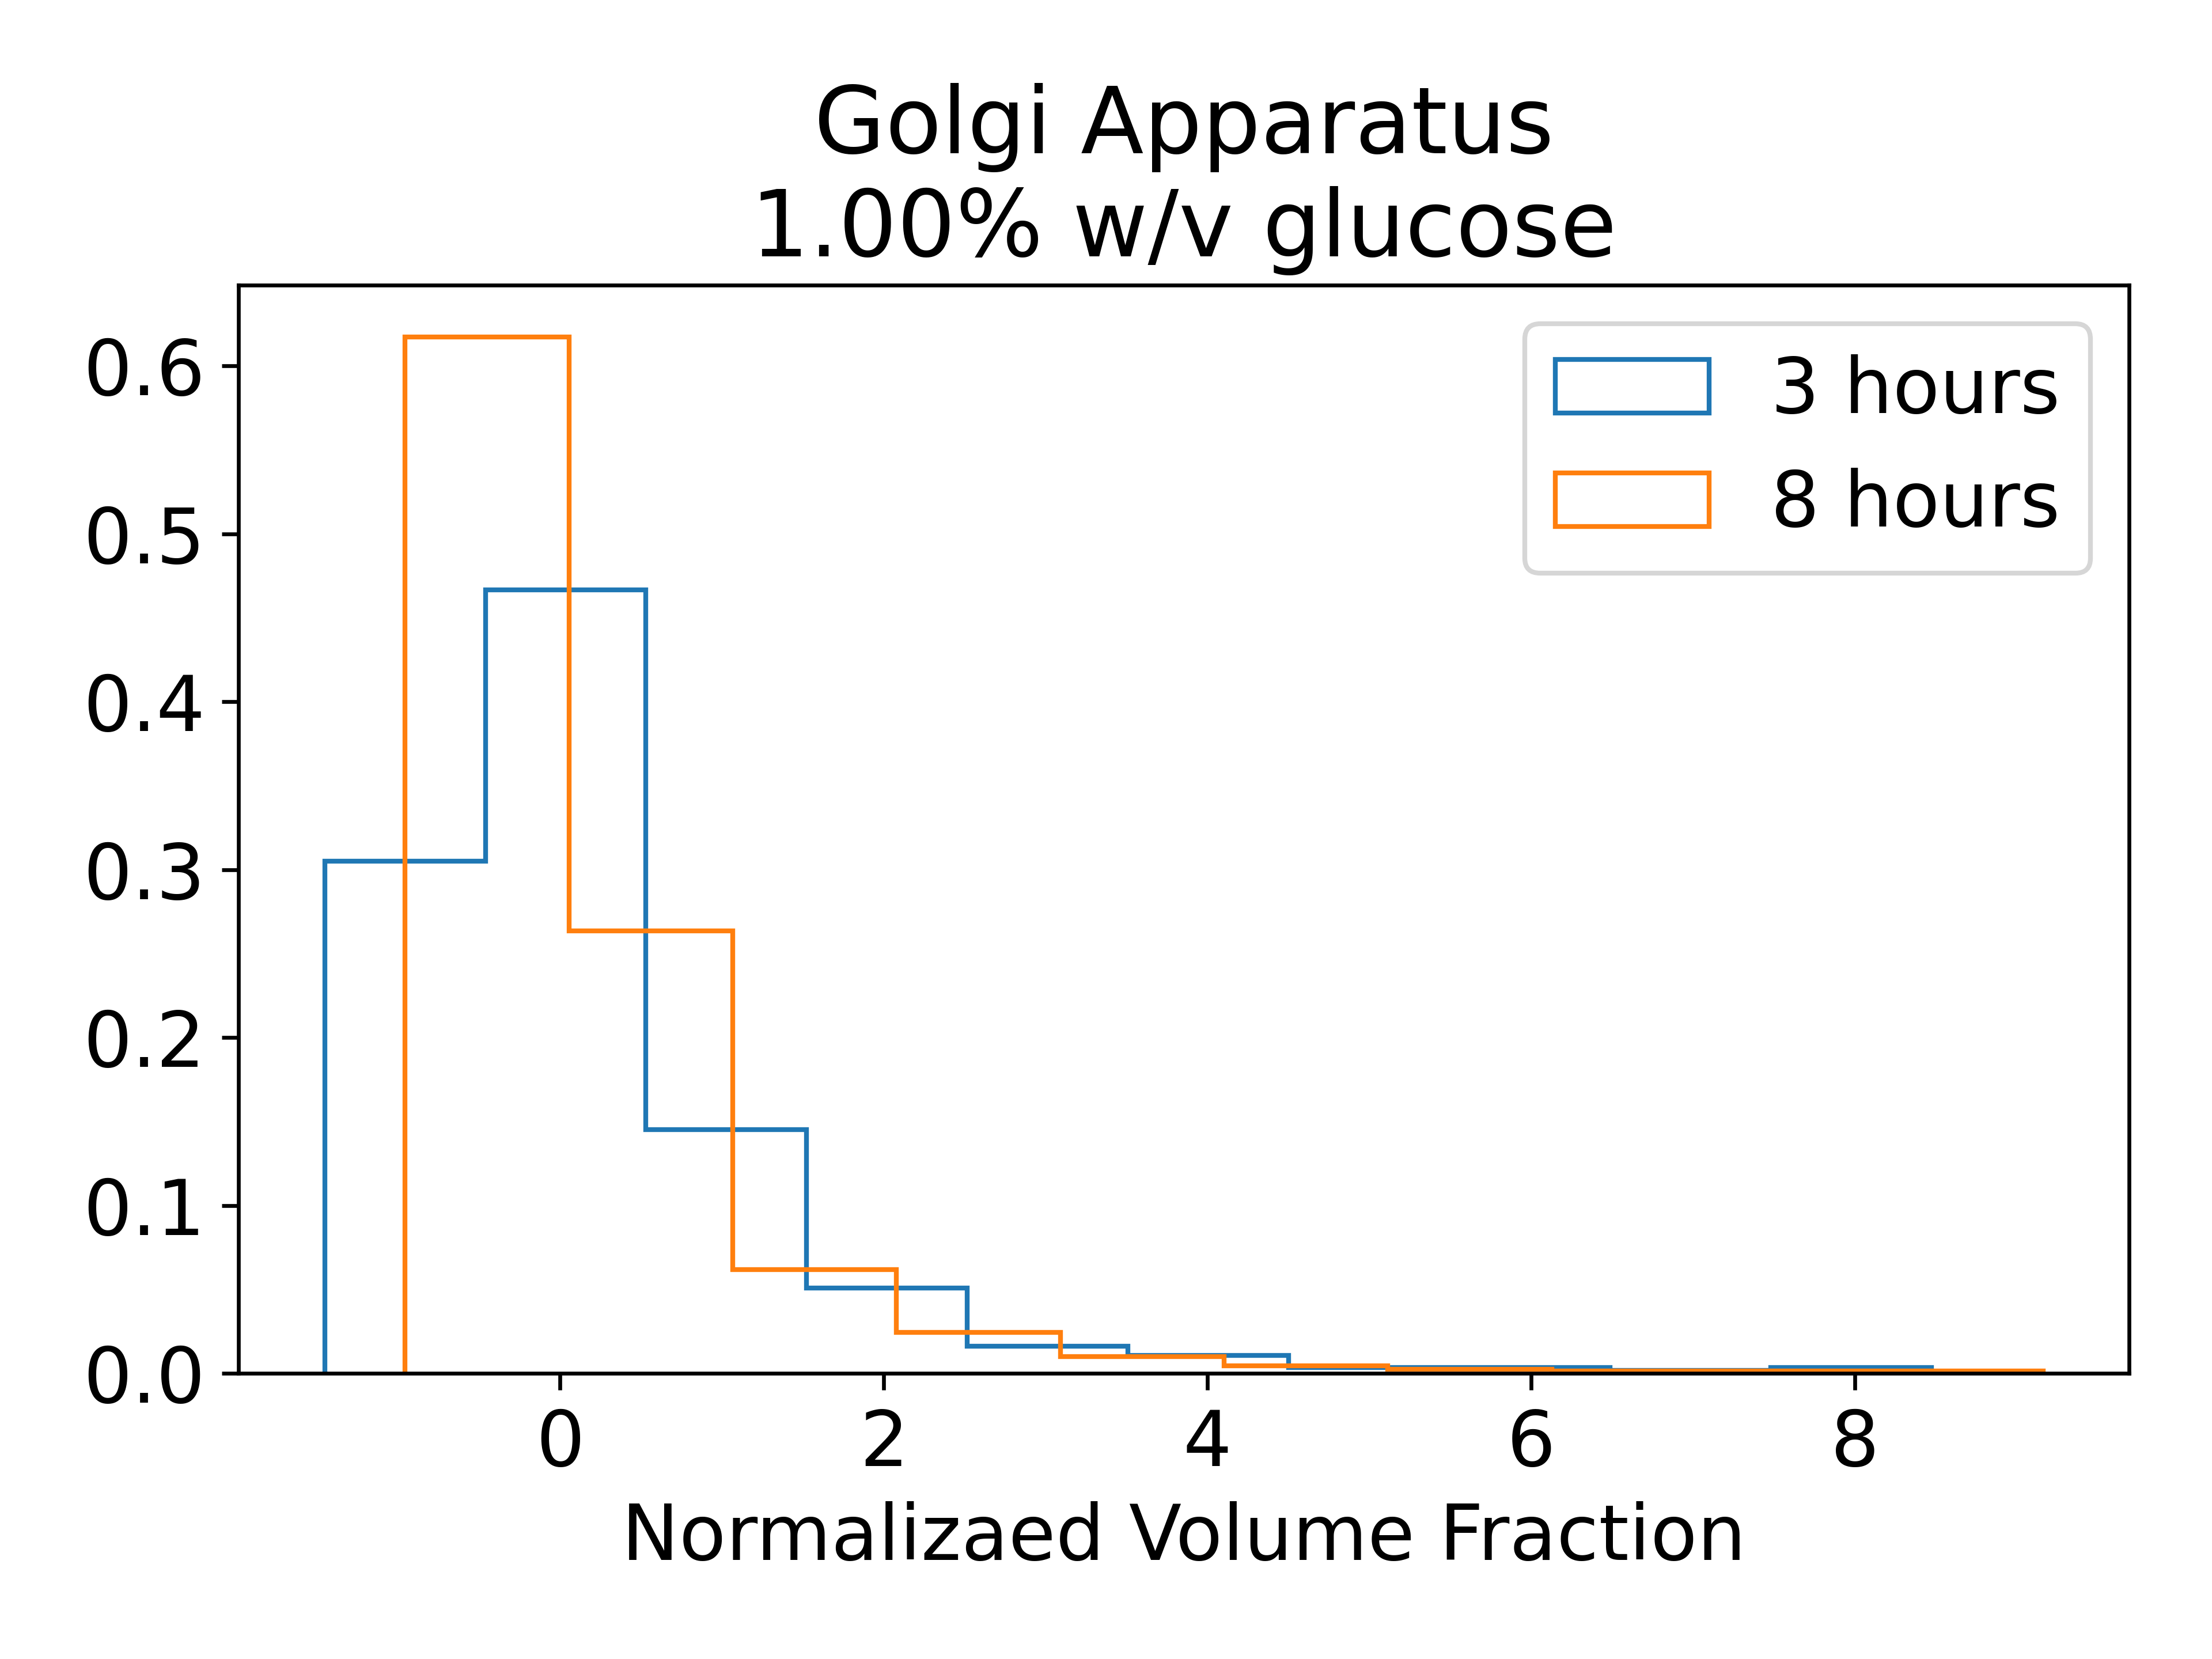 Golgi Apparatus
1.00% w/v glucose
3 hours
8 hours
0.6
0.5
0.4
0.3
0.2
0.1
0.0
0 2 4 6 8
Normalizaed Volume Fraction